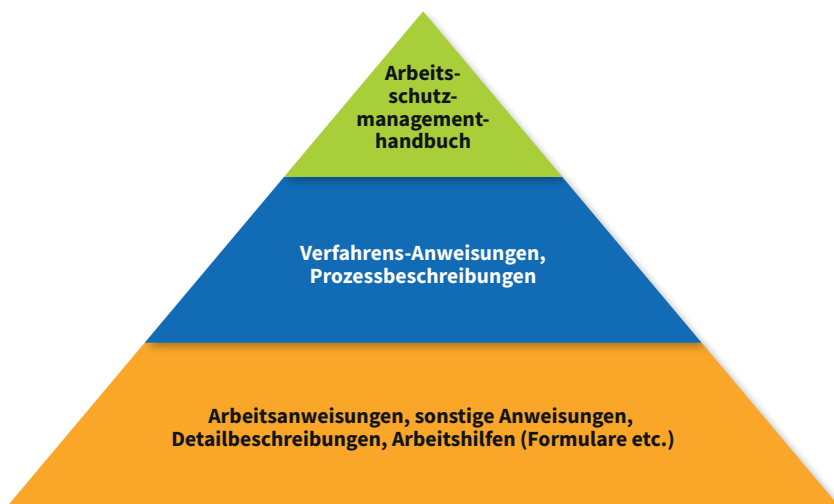 Arbeits-
schutz-
management-
handbuch
Verfahrens-Anweisungen,
Prozessbeschreibungen
Arbeitsanweisungen, sonstige Anweisungen,
Detailbeschreibungen, Arbeitshilfen (Formulare etc.)